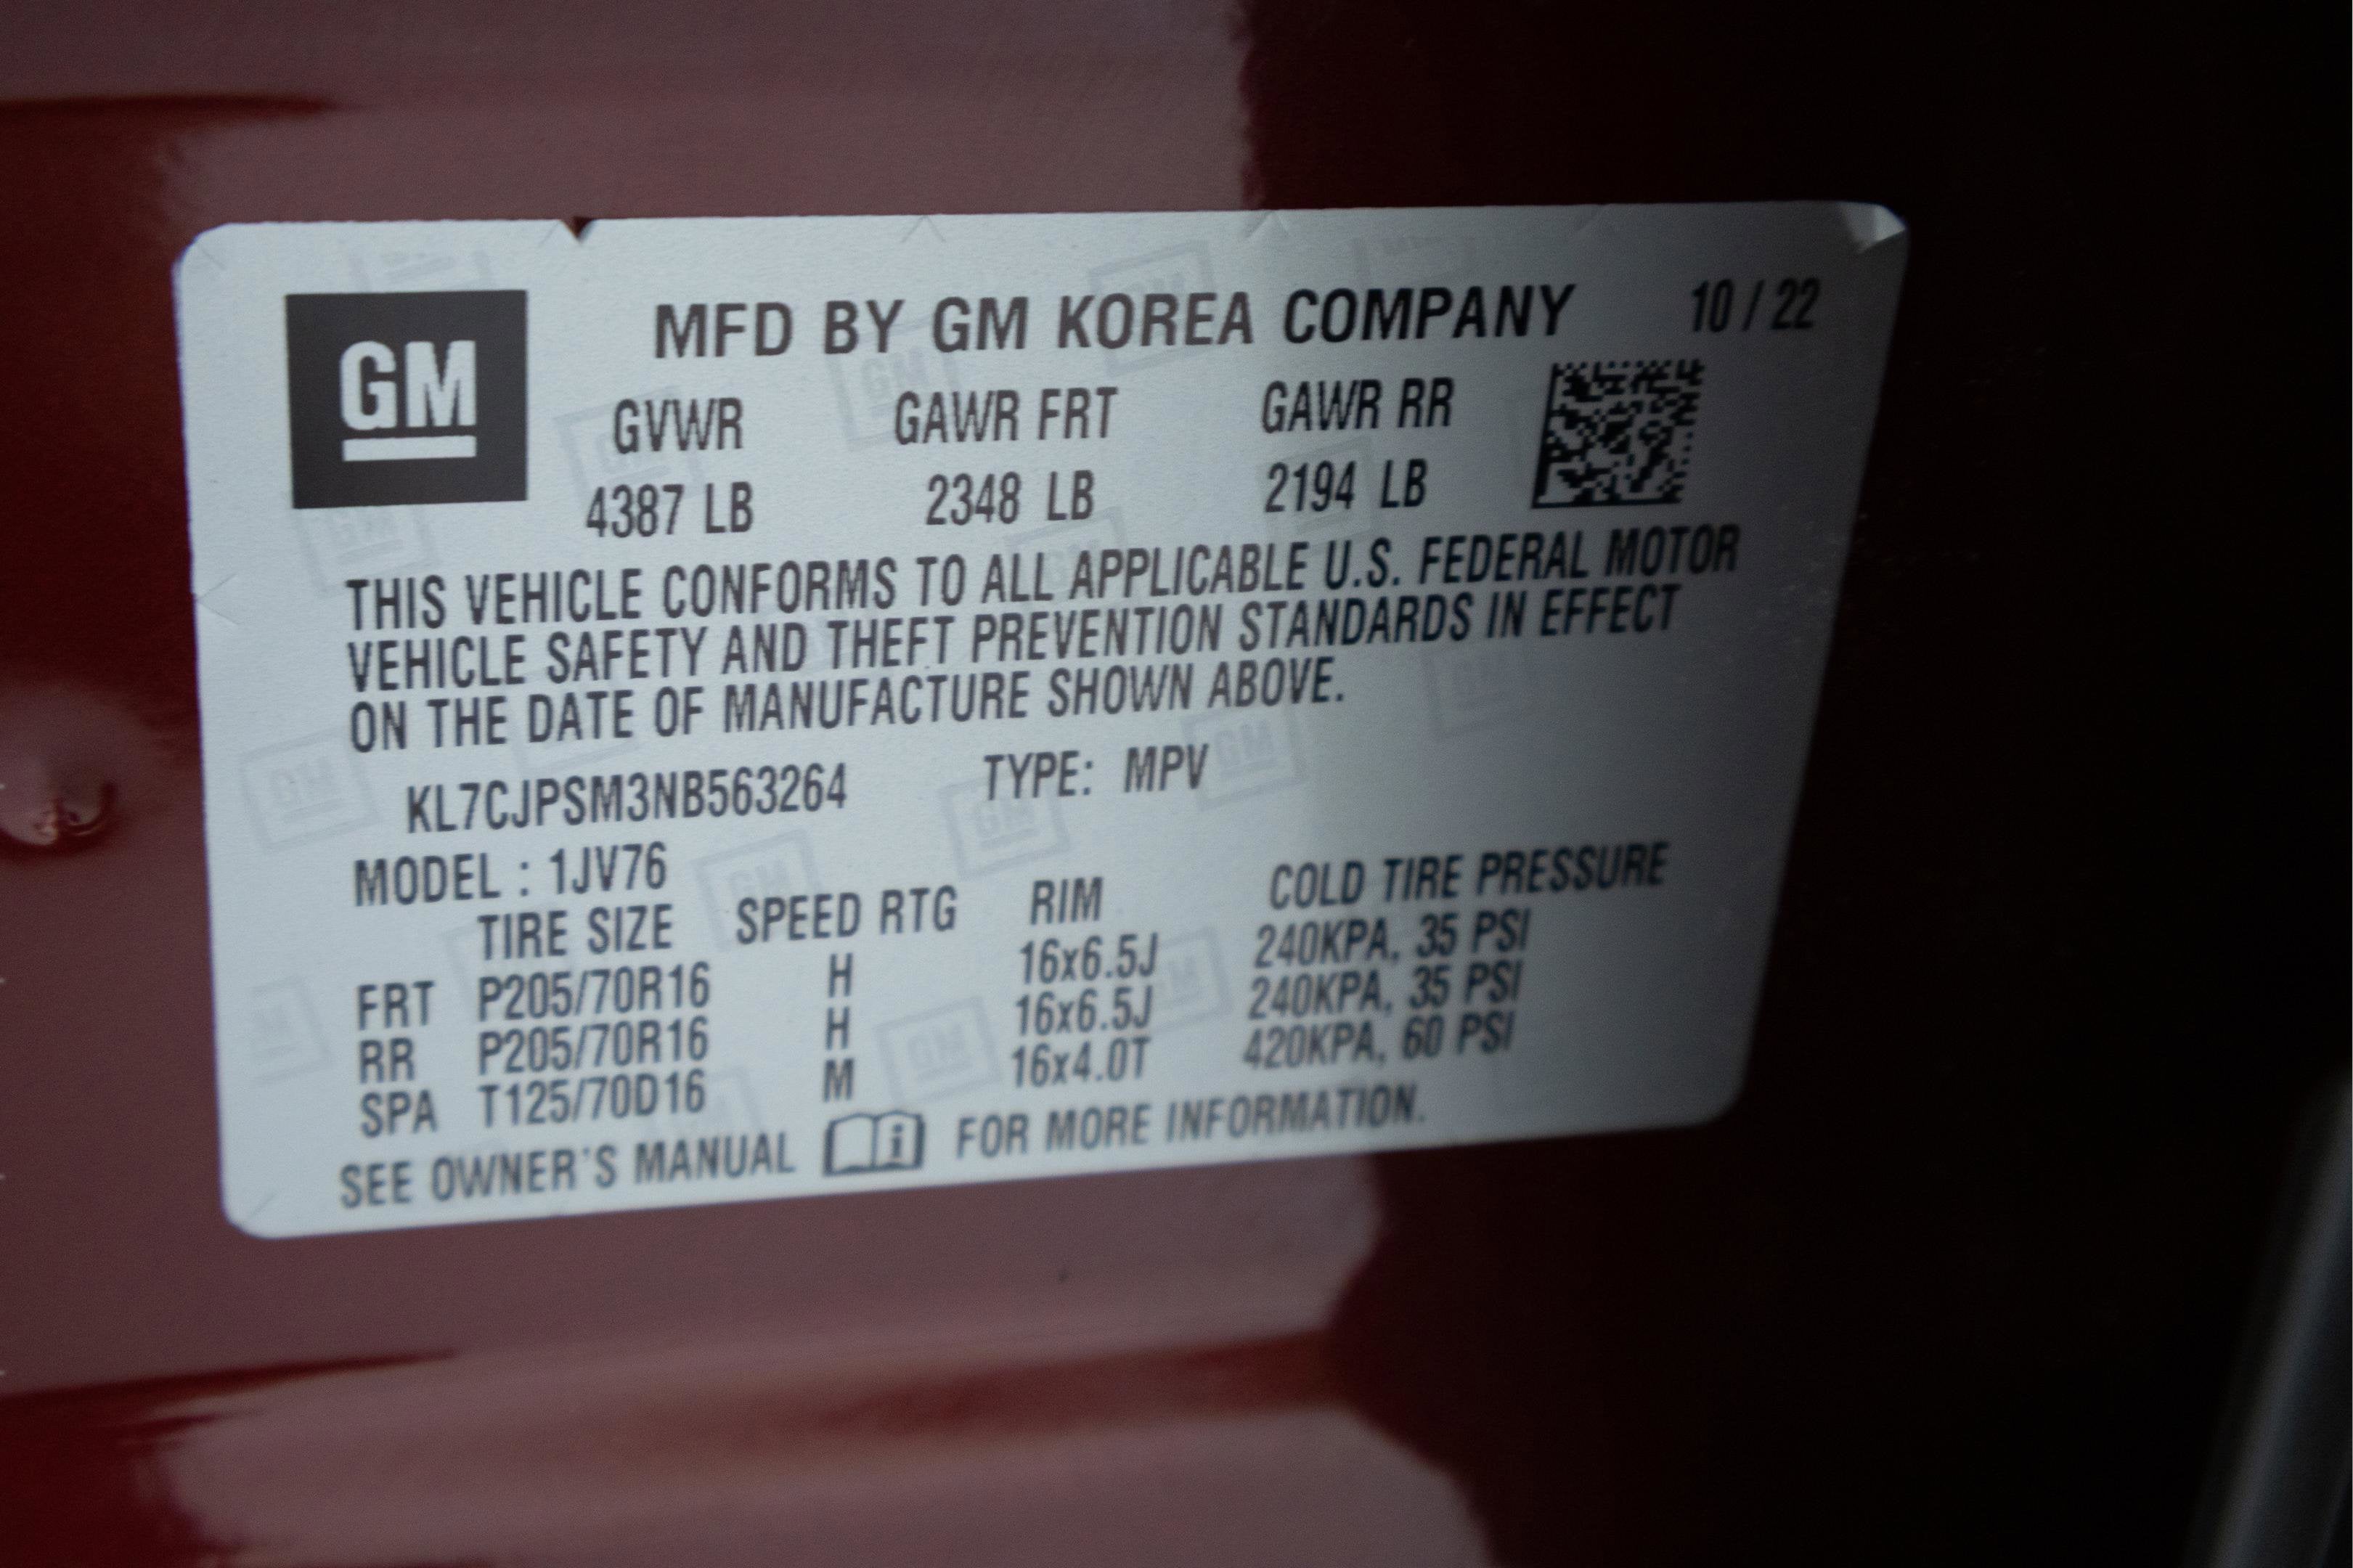 GM
MFD BY GM KOREA COMPANY 10 / 22
GVWR GAWR FRT GAWR RR
4387 LB 2348 LB 2194 LB
THIS VEHICLE CONFORMS TO ALL APPLICABLE U.S. FEDERAL MOTOR
VEHICLE SAFETY AND THEFT PREVENTION STANDARDS IN EFFECT
ON THE DATE OF MANUFACTURE SHOWN ABOVE.
KL7CJPSM3NB563264 TYPE: MPV
MODEL : 1JV76
TIRE SIZE SPEED RTG RIM COLD TIRE PRESSURE
FRT P205/70R16 H 16x6.5J 240KPA, 35 PSI
RR P205/70R16 H 16x6.5J 240KPA, 35 PSI
SPA T125/70D16 M 16x4.0T 420KPA, 60 PSI
SEE OWNER'S MANUAL i FOR MORE INFORMATION.